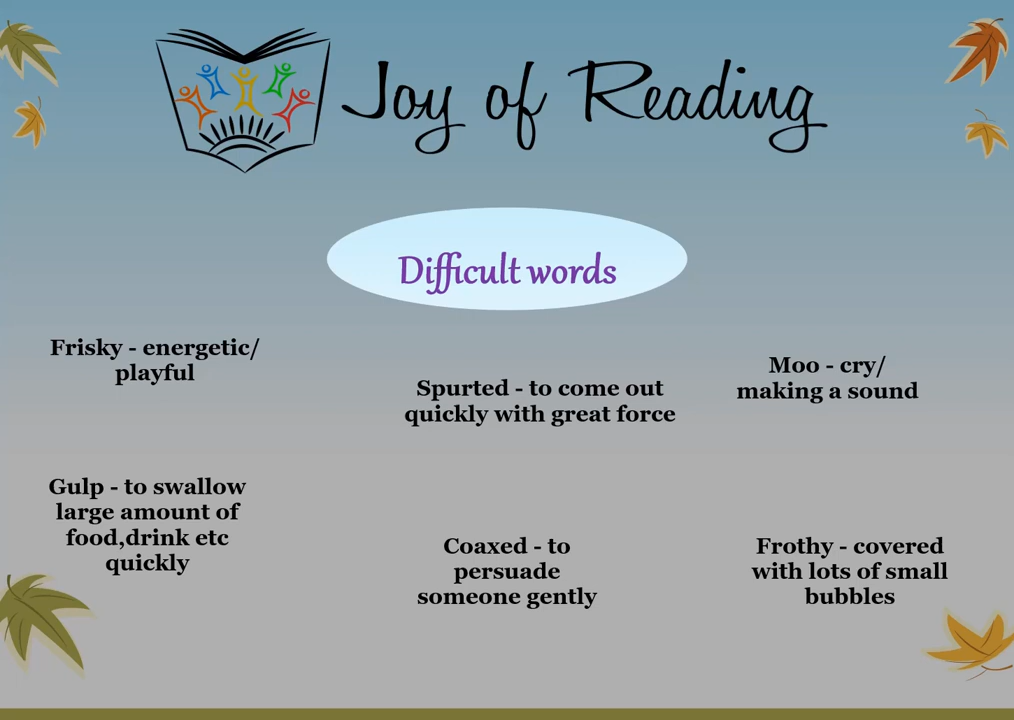 Joy of Reading
Difficult words
Frisky - energetic/
playful
Spurted - to come out
quickly with great force
Moo - cry/
making a sound
Gulp - to swallow
large amount of
food,drink etc
quickly
Coaxed - to
persuade
someone gently
Frothy - covered
with lots of small
bubbles